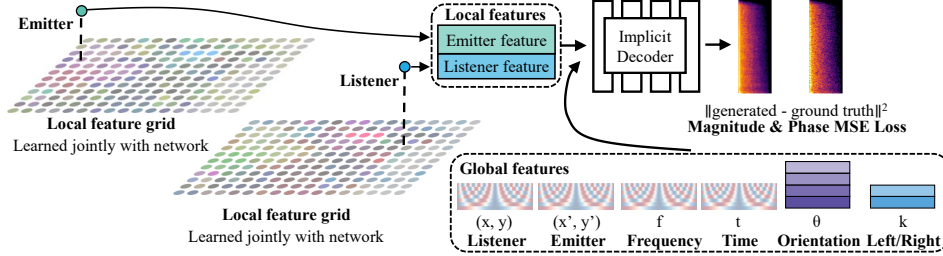 Emitter
Local feature grid
Learned jointly with network
Listener
Local feature grid
Learned jointly with network
Local features
Emitter feature
Listener feature
Implicit
Decoder
‖generated - ground truth‖²
Magnitude & Phase MSE Loss
Global features
(x, y) (x', y') f t θ k
Listener Emitter Frequency Time Orientation Left/Right